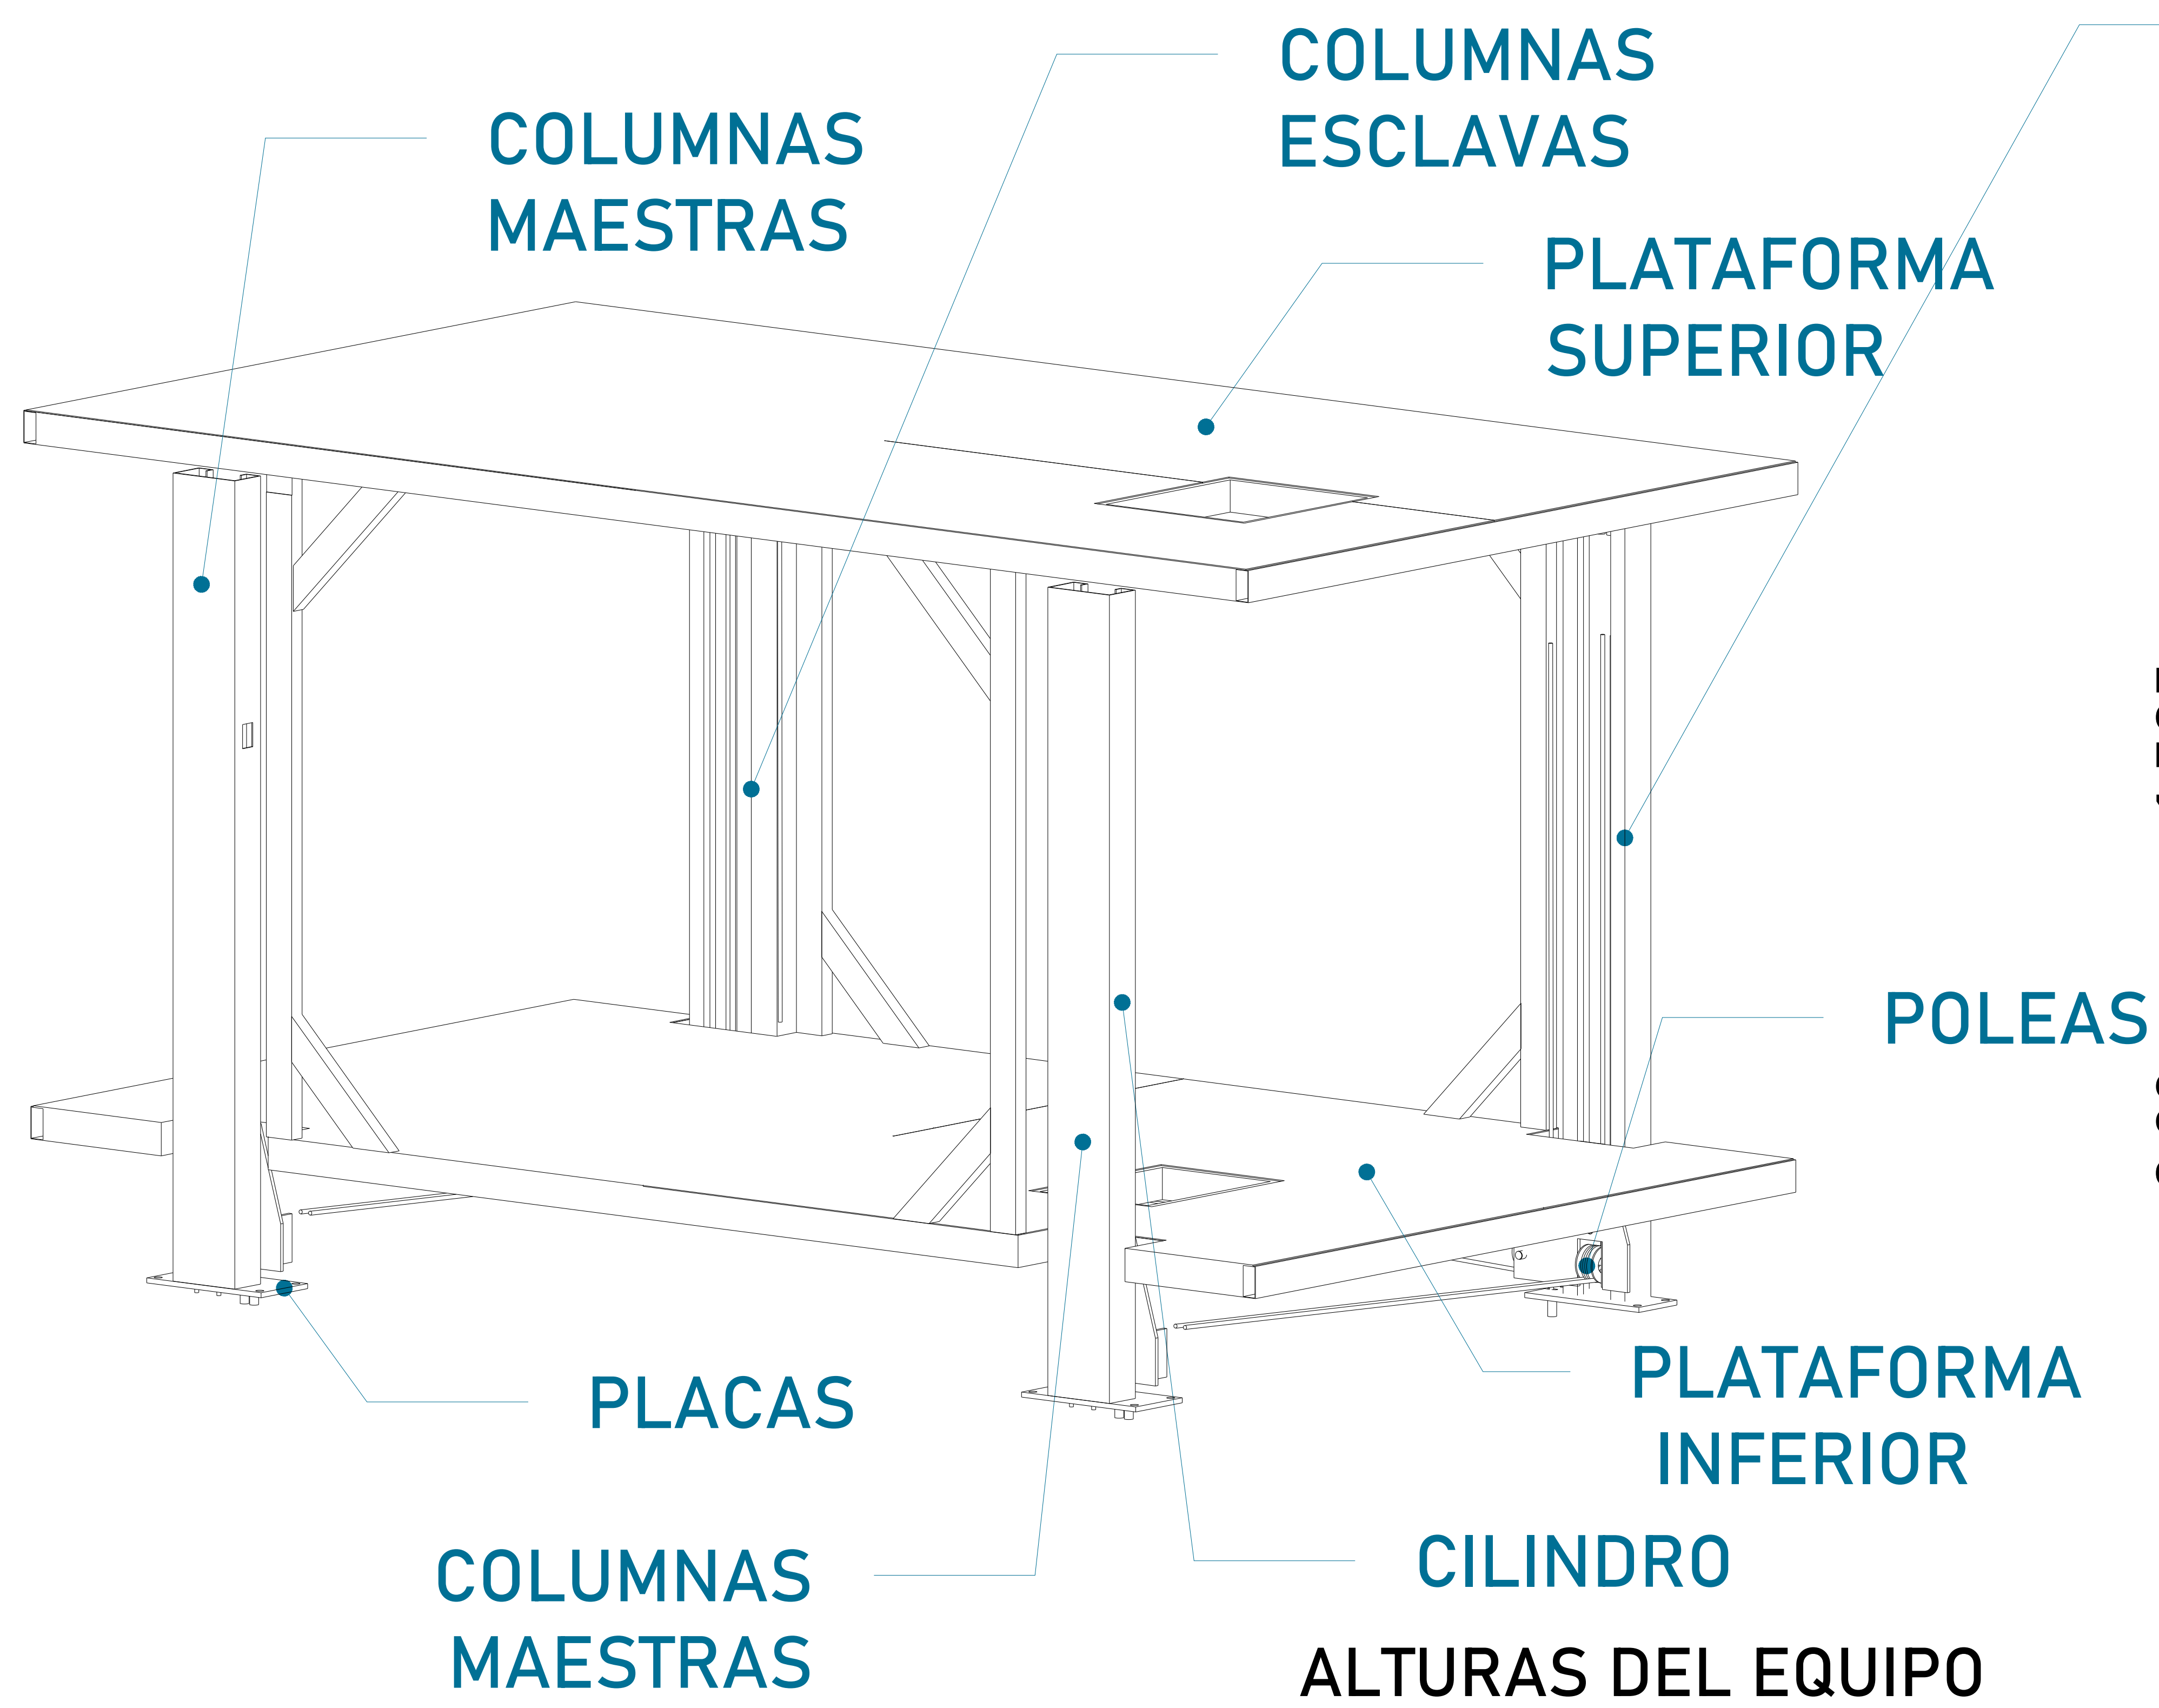 COLUMNAS
ESCLAVAS
COLUMNAS
MAESTRAS
PLATAFORMA
SUPERIOR
POLEAS
PLATAFORMA
INFERIOR
PLACAS
CILINDRO
COLUMNAS
MAESTRAS
ALTURAS DEL EQUIPO